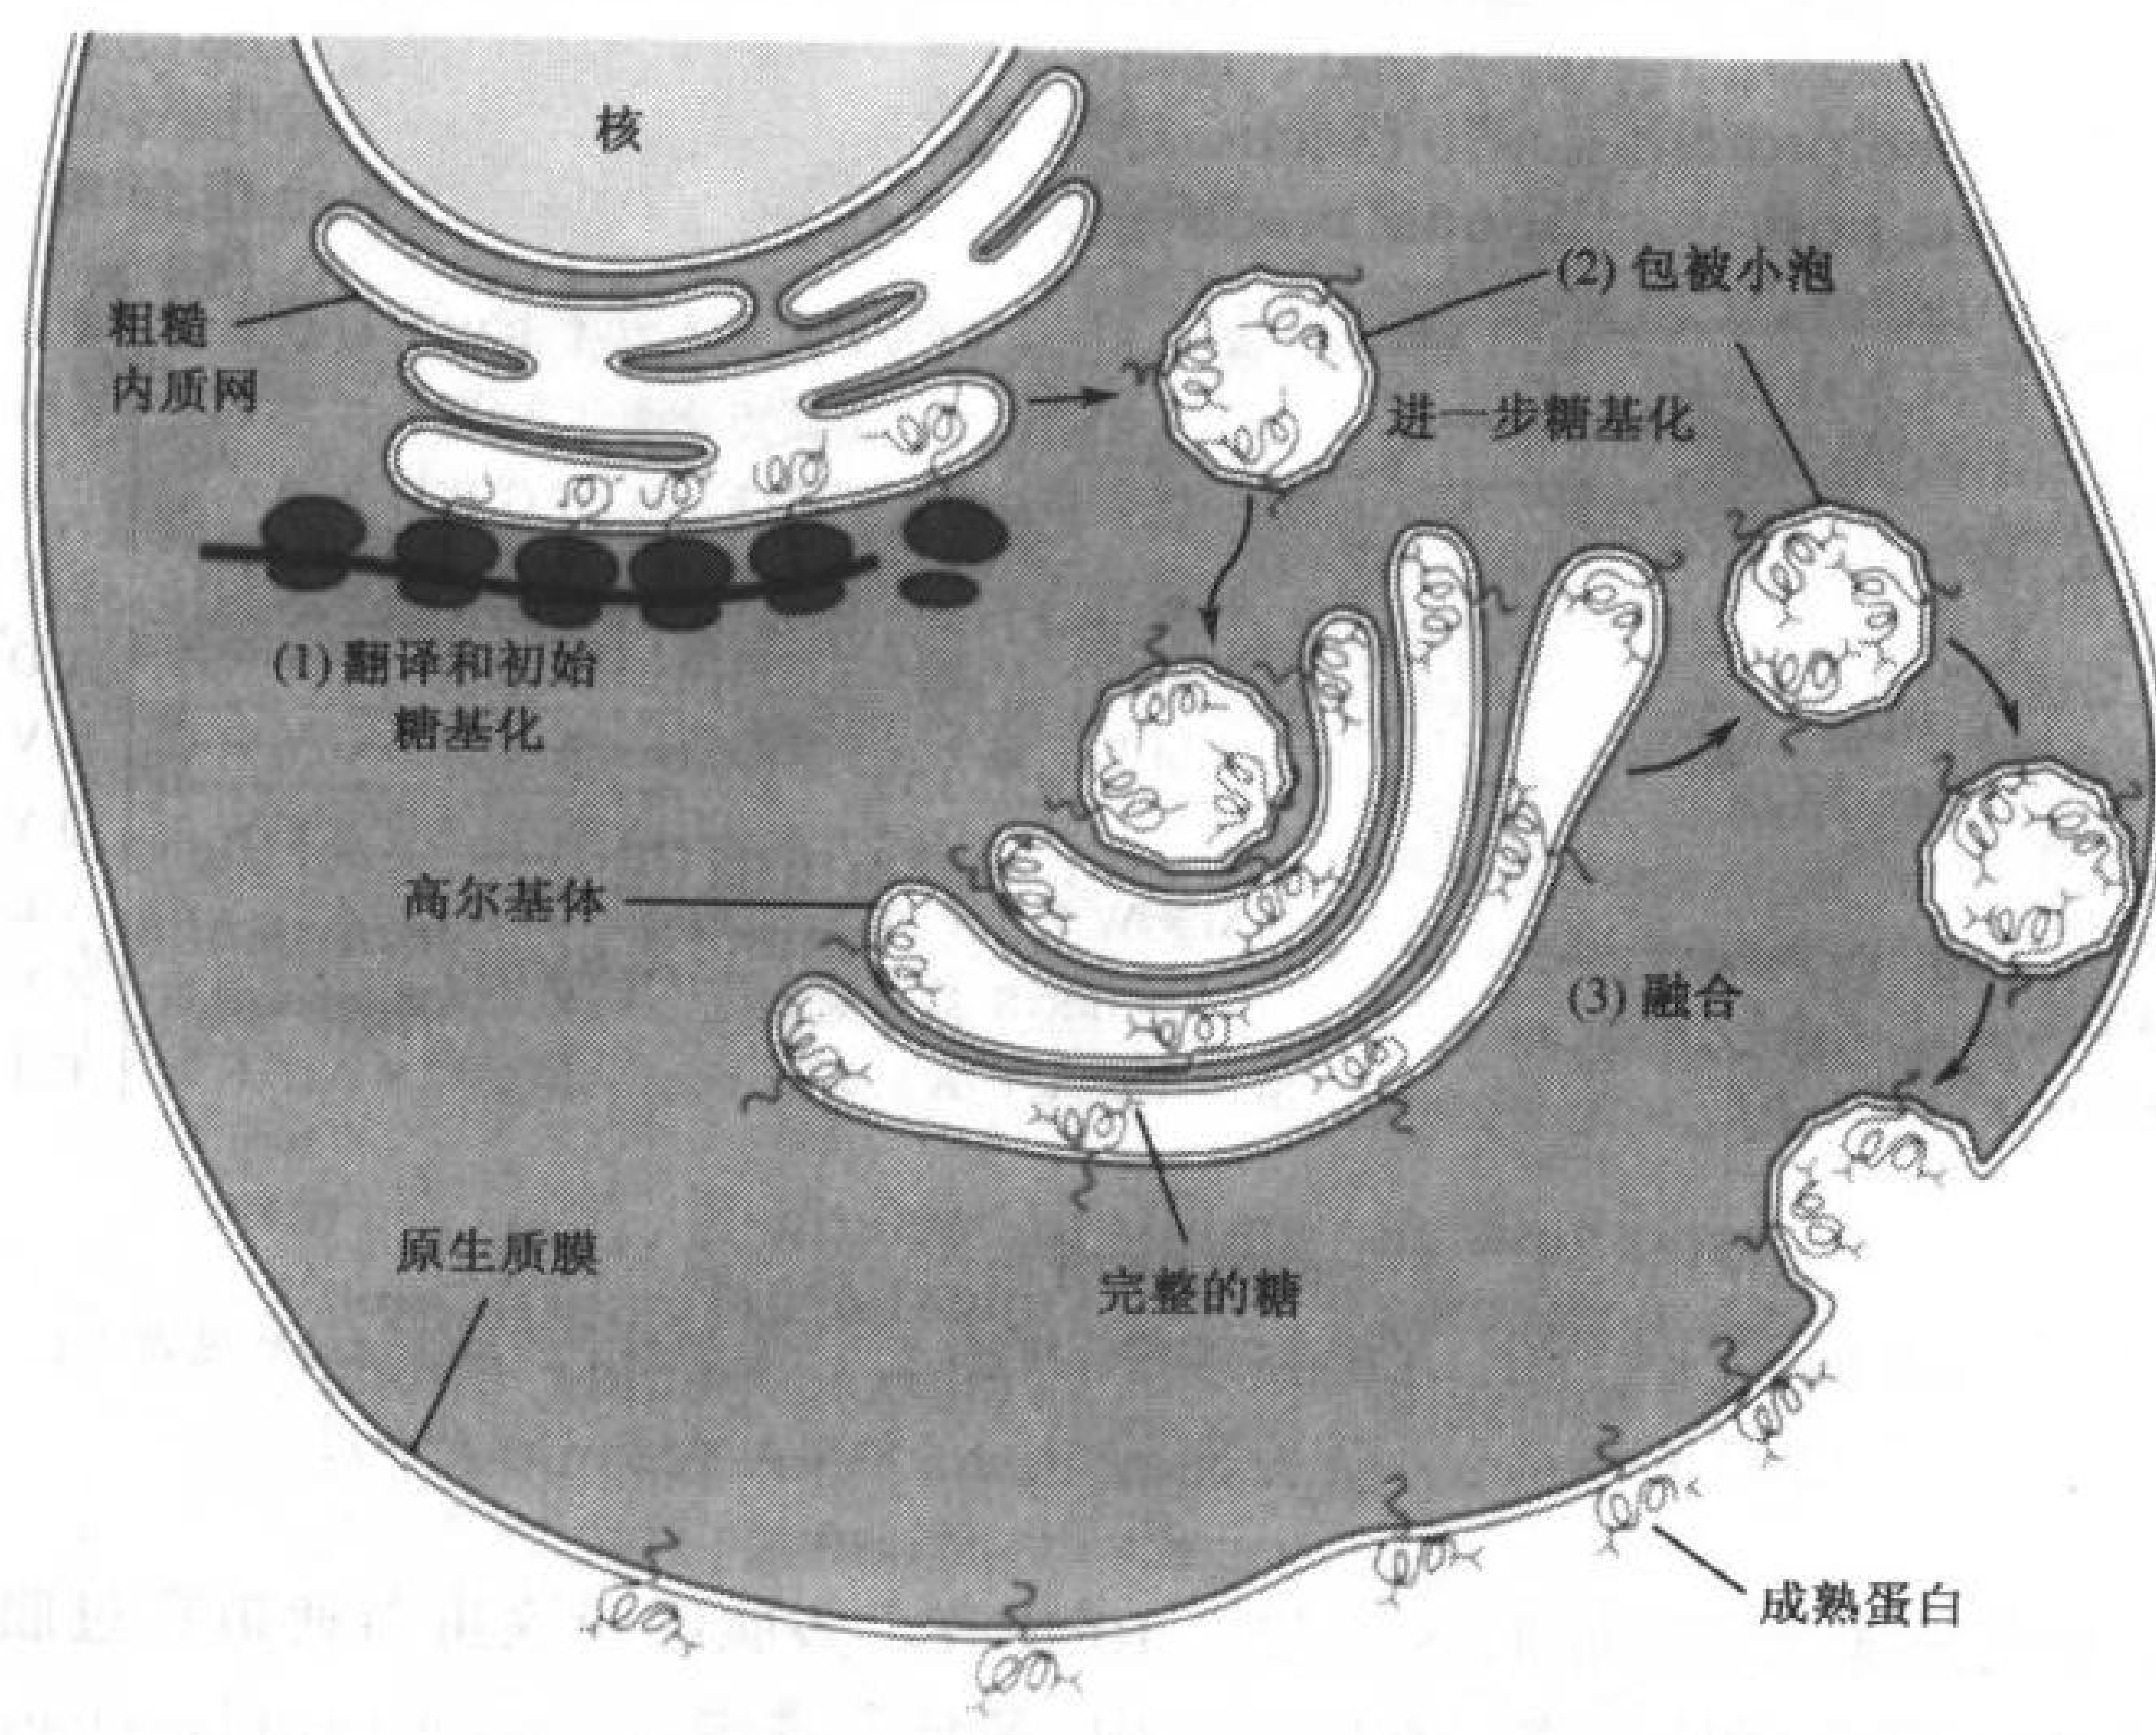 核
(2) 包被小泡
粗糙
内质网
进一步糖基化
(1) 翻译和初始
糖基化
高尔基体
(3) 融合
原生质膜
完整的糖
成熟蛋白